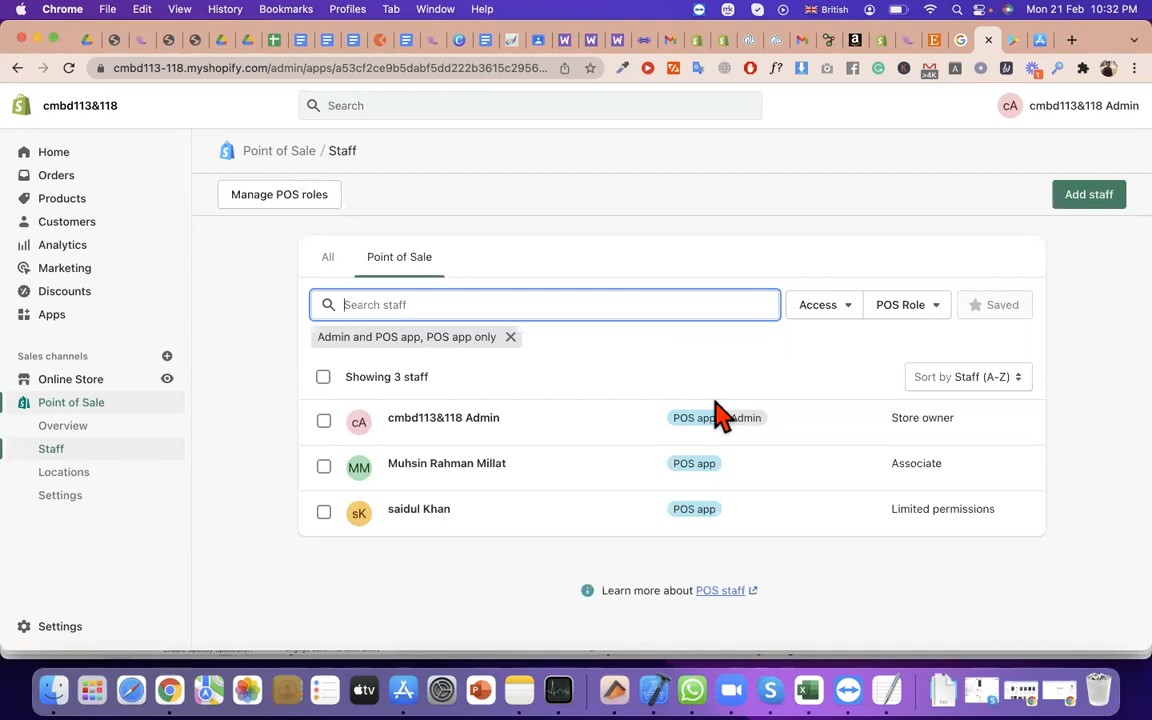 Chrome File Edit View History Bookmarks Profiles Tab Window Help British Mon 21 Feb 10:32 PM
cmbd113-118.myshopify.com/admin/apps/a53cf2ce9b5dabf5dd222b3615c2956...
cmbd113&118 Search cA cmbd113&118 Admin
Home
Orders
Products
Customers
Analytics
Marketing
Discounts
Apps
Sales channels
Online Store
Point of Sale
Overview
Staff
Locations
Settings
Settings
Point of Sale / Staff
Manage POS roles Add staff
All Point of Sale
Search staff Access POS Role Saved
Admin and POS app, POS app only
Showing 3 staff Sort by Staff (A-Z)
cA cmbd113&118 Admin POS app Admin Store owner
MM Muhsin Rahman Millat POS app Associate
sK saidul Khan POS app Limited permissions
Learn more about POS staff